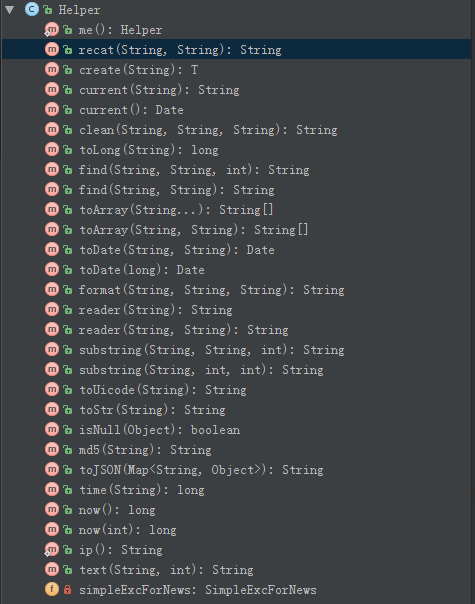 Helper
me(): Helper
recat(String, String): String
create(String): T
current(String): String
current(): Date
clean(String, String, String): String
toLong(String): long
find(String, String, int): String
find(String, String): String
toArray(String...): String[]
toArray(String, String): String[]
toDate(String, String): Date
toDate(long): Date
format(String, String, String): String
reader(String): String
reader(String, String): String
substring(String, String, int): String
substring(String, int, int): String
toUicode(String): String
toStr(String): String
isNull(Object): boolean
md5(String): String
toJSON(Map<String, Object>): String
time(String): long
now(): long
now(int): long
ip(): String
text(String, int): String
simpleExcForNews: SimpleExcForNews